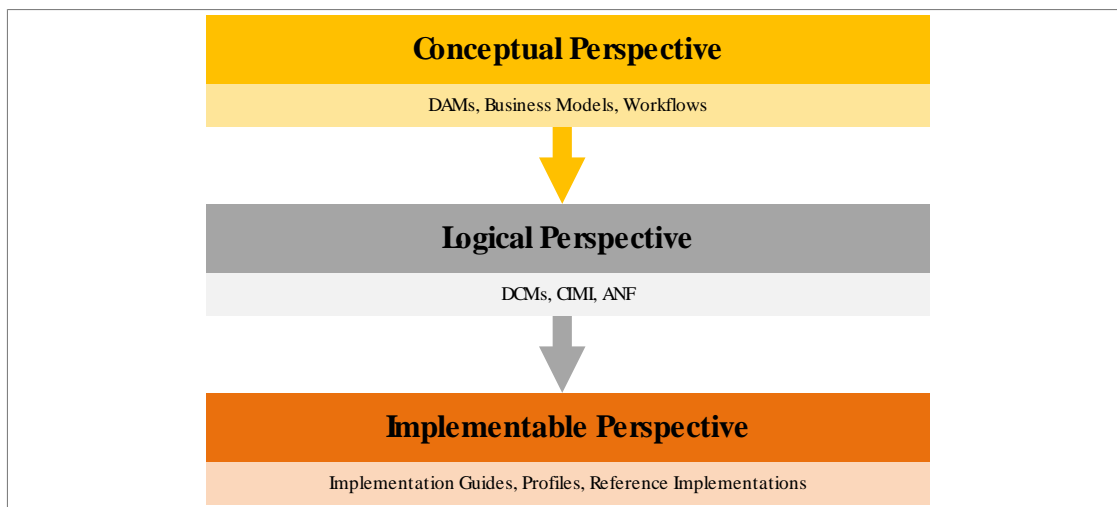 Conceptual Perspective
DAMs, Business Models, Workflows
Logical Perspective
DCMs, CIMI, ANF
Implementable Perspective
Implementation Guides, Profiles, Reference Implementations